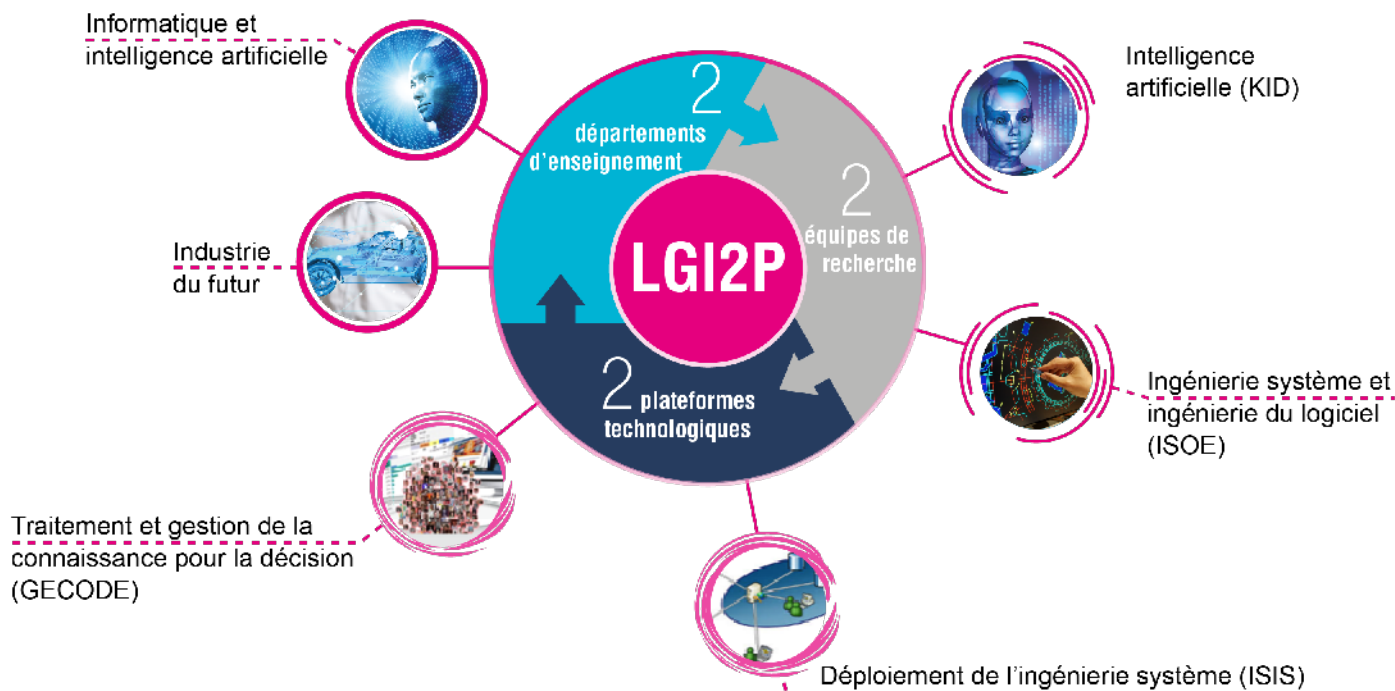 Informatique et
intelligence artificielle
Industrie
du futur
Traitement et gestion de la
connaissance pour la décision
(GECODE)
2
départements
d'enseignement
2
équipes de
recherche
LGI2P
2 plateformes
technologiques
Intelligence
artificielle (KID)
Ingénierie système et
ingénierie du logiciel
(ISOE)
Déploiement de l'ingénierie système (ISIS)